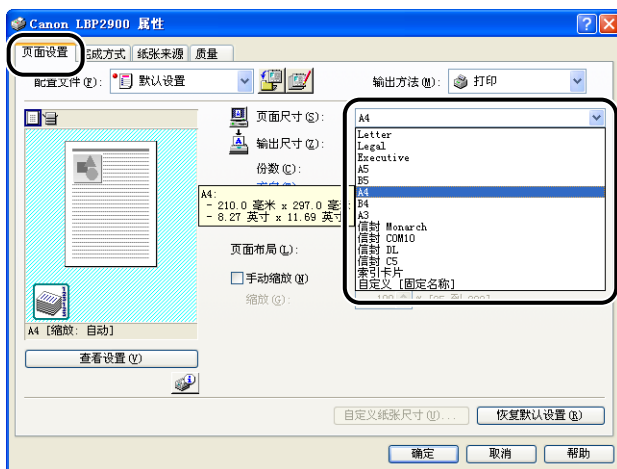 Canon LBP2900 属性
页面设置 完成方式 纸张来源 质量
配置文件(F): 默认设置 输出方法(M): 打印
页面尺寸(S): A4
输出尺寸(Z):
份数(C):
Letter
Legal
Executive
A5
B5
A4
B4
A3
信封 Monarch
信封 COM10
信封 DL
信封 C5
索引卡片
自定义 [固定名称]
A4:
- 210.0 毫米 x 297.0 毫
- 8.27 英寸 x 11.69 英寸
页面布局(L):
手动缩放(N)
缩放(G):
A4 [缩放: 自动]
查看设置(V)
自定义纸张尺寸(U)... 恢复默认设置(R)
确定 取消 帮助